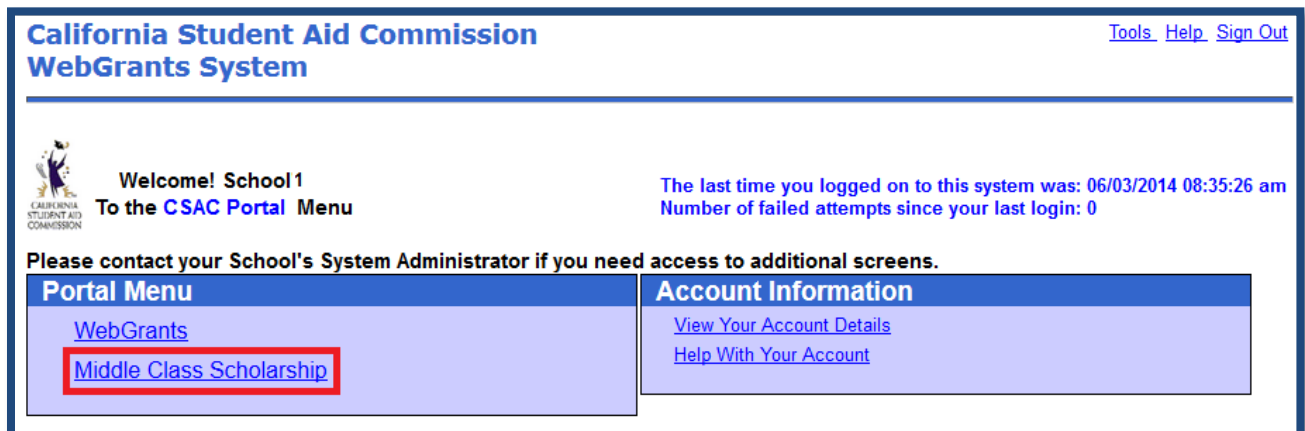 California Student Aid Commission
WebGrants System
Tools Help Sign Out
CALIFORNIA
STUDENT AID
COMMISSION
Welcome! School1
To the CSAC Portal Menu
The last time you logged on to this system was: 06/03/2014 08:35:26 am
Number of failed attempts since your last login: 0
Please contact your School's System Administrator if you need access to additional screens.
Portal Menu
WebGrants
Middle Class Scholarship
Account Information
View Your Account Details
Help With Your Account